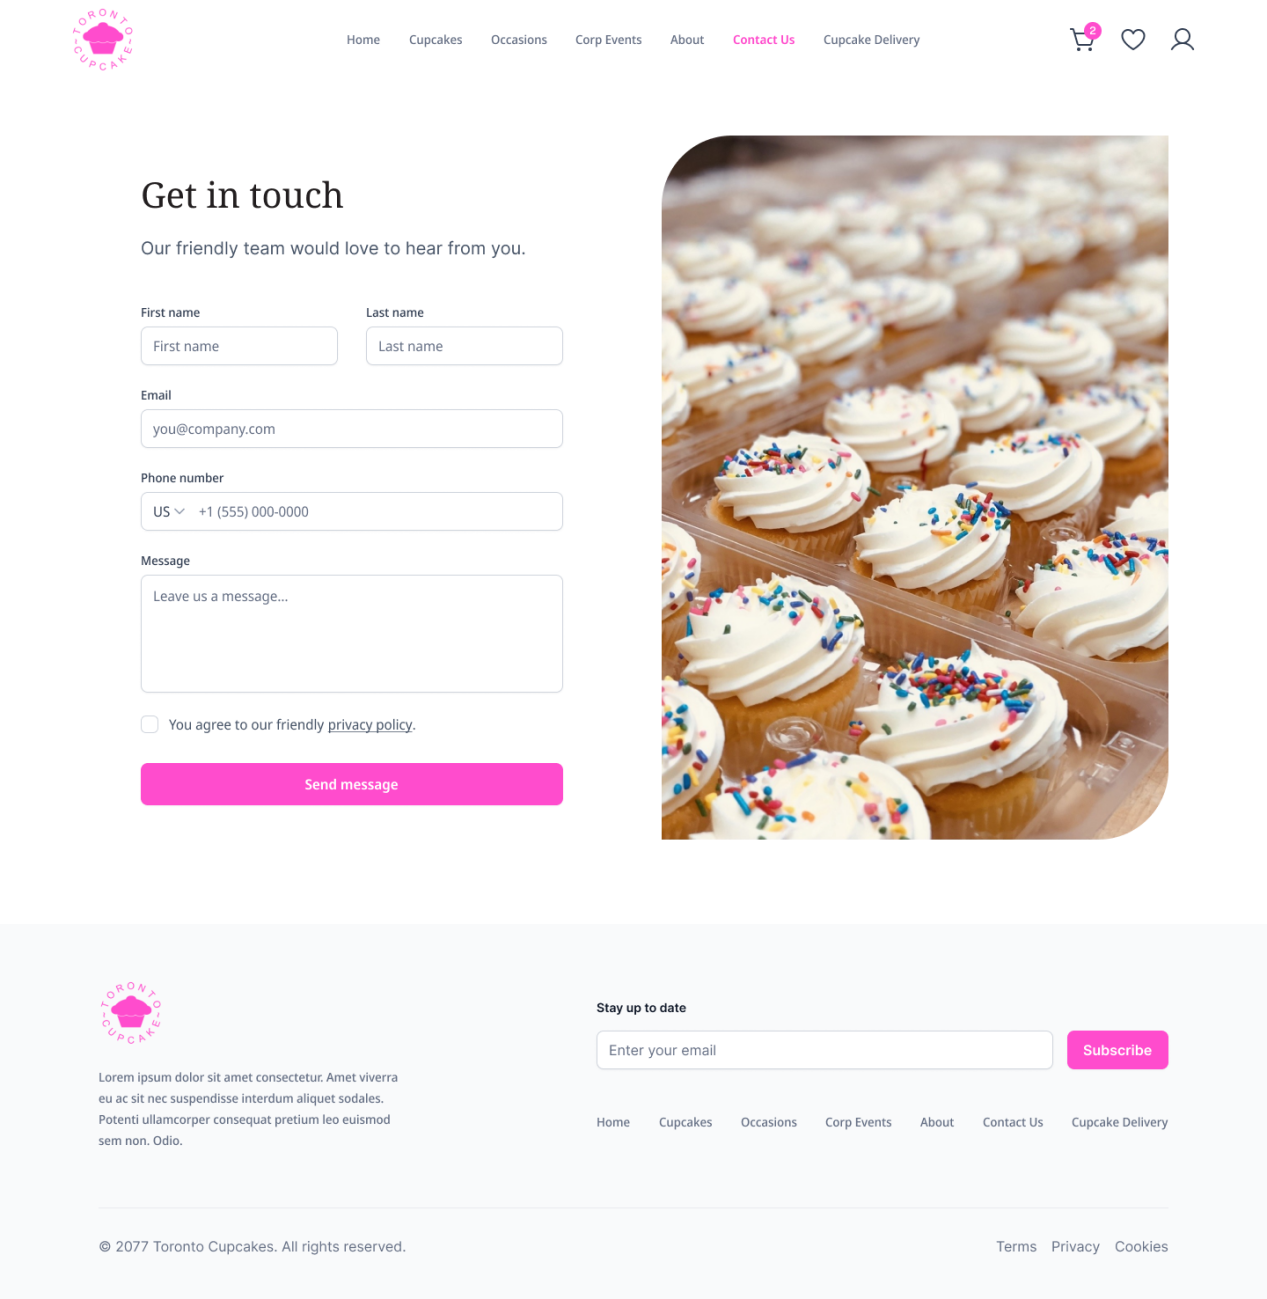 TORONTO CUPCAKE
Home Cupcakes Occasions Corp Events About Contact Us Cupcake Delivery
2
Get in touch
Our friendly team would love to hear from you.
First name Last name
First name Last name
Email
you@company.com
Phone number
US +1 (555) 000-0000
Message
Leave us a message...
You agree to our friendly privacy policy.
Send message
TORONTO CUPCAKE
Stay up to date
Enter your email Subscribe
Lorem ipsum dolor sit amet consectetur. Amet viverra
eu ac sit nec suspendisse interdum aliquet sodales.
Potenti ullamcorper consequat pretium leo euismod
sem non. Odio.
Home Cupcakes Occasions Corp Events About Contact Us Cupcake Delivery
© 2077 Toronto Cupcakes. All rights reserved.
Terms Privacy Cookies